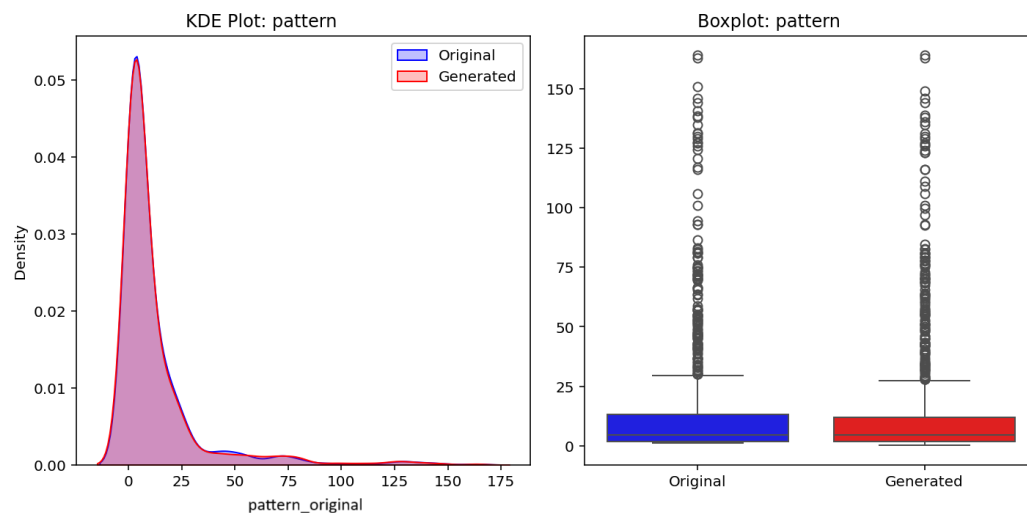 KDE Plot: pattern
Original
Generated
0.05
0.04
0.03
0.02
0.01
0.00
Density
0
25
50
75
100
125
150
175
pattern_original
Boxplot: pattern
150
125
100
75
50
25
0
Original
Generated